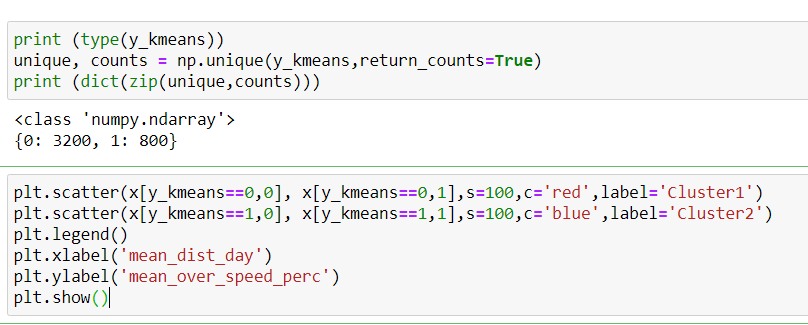 print (type(y_kmeans))
unique, counts = np.unique(y_kmeans,return_counts=True)
print (dict(zip(unique,counts)))
<class 'numpy.ndarray'>
{0: 3200, 1: 800}
plt.scatter(x[y_kmeans==0,0], x[y_kmeans==0,1],s=100,c='red',label='Cluster1')
plt.scatter(x[y_kmeans==1,0], x[y_kmeans==1,1],s=100,c='blue',label='Cluster2')
plt.legend()
plt.xlabel('mean_dist_day')
plt.ylabel('mean_over_speed_perc')
plt.show()